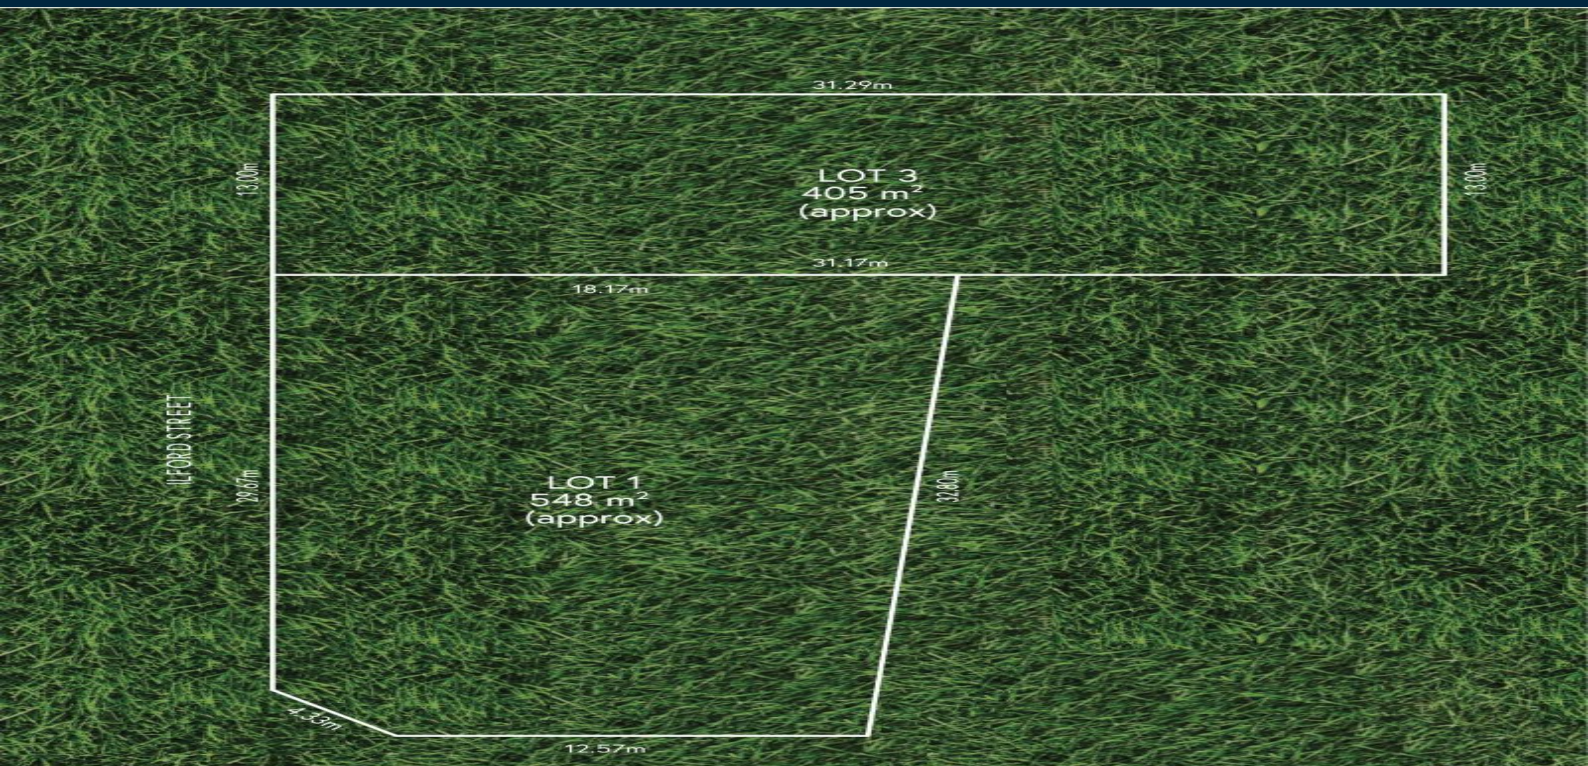 31.29m
13.00m
LOT 3
405 m²
(approx)
13.00m
31.17m
18.17m
ILFORD STREET
29.67m
LOT 1
548 m²
(approx)
32.80m
4.33m
12.57m